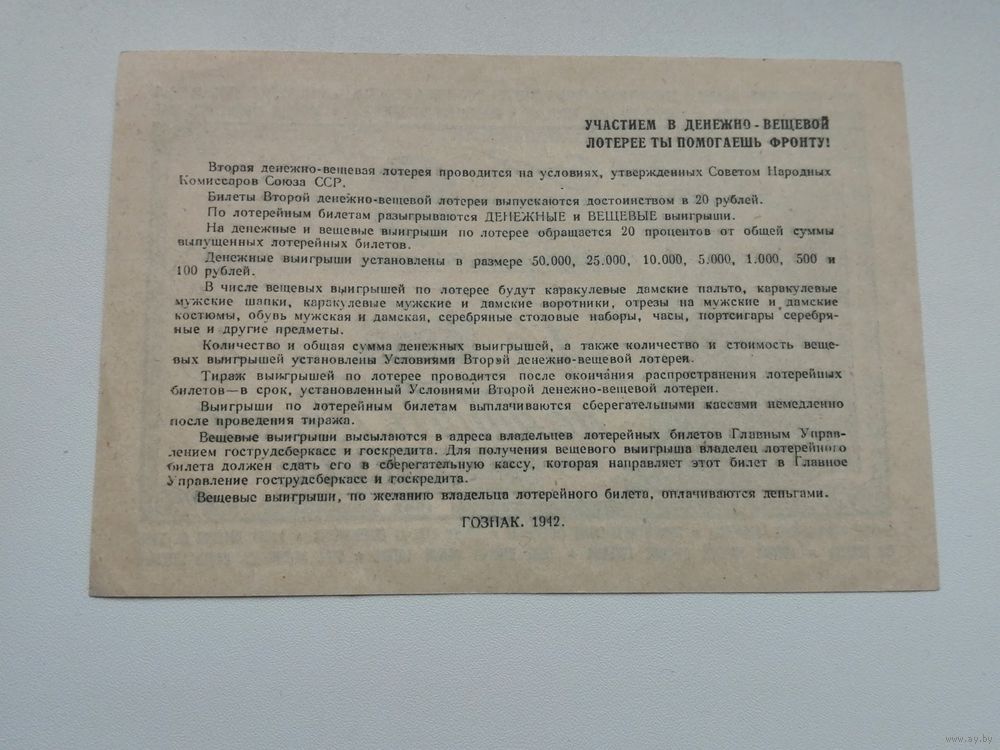 УЧАСТИЕМ В ДЕНЕЖНО-ВЕЩЕВОЙ
ЛОТЕРЕЕ ТЫ ПОМОГАЕШЬ ФРОНТУ!
Вторая денежно-вещевая лотерея проводится на условиях, утвержденных Советом Народных
Комиссаров Союза ССР.
Билеты Второй денежно-вещевой лотереи выпускаются достоинством в 20 рублей.
По лотерейным билетам разыгрываются ДЕНЕЖНЫЕ и ВЕЩЕВЫЕ выигрыши.
На денежные и вещевые выигрыши по лотерее обращается 20 процентов от общей суммы
выпущенных лотерейных билетов.
Денежные выигрыши установлены в размере 50.000, 25.000, 10.000, 5.000, 1.000, 500 и
100 рублей.
В числе вещевых выигрышей по лотерее будут каракулевые дамские пальто, каракулевые
мужские шапки, каракулевые мужские и дамские воротники, отрезы на мужские и дамские
костюмы, обувь мужская и дамская, серебряные столовые наборы, часы, портсигары серебря-
ные и другие предметы.
Количество и общая сумма денежных выигрышей, а также количество и стоимость веще-
вых выигрышей установлены Условиями Второй денежно-вещевой лотереи.
Тираж выигрышей по лотерее проводится после окончания распространения лотерейных
билетов—в срок, установленный Условиями Второй денежно-вещевой лотереи.
Выигрыши по лотерейным билетам выплачиваются сберегательными кассами немедленно
после проведения тиража.
Вещевые выигрыши высылаются в адреса владельцев лотерейных билетов Главным Управ-
лением гострудсберкасс и госкредита. Для получения вещевого выигрыша владелец лотерейного
билета должен сдать его в сберегательную кассу, которая направляет этот билет в Главное
Управление гострудсберкасс и госкредита.
Вещевые выигрыши, по желанию владельца лотерейного билета, оплачиваются деньгами.
ГОЗНАК. 1942.
www.ay.by